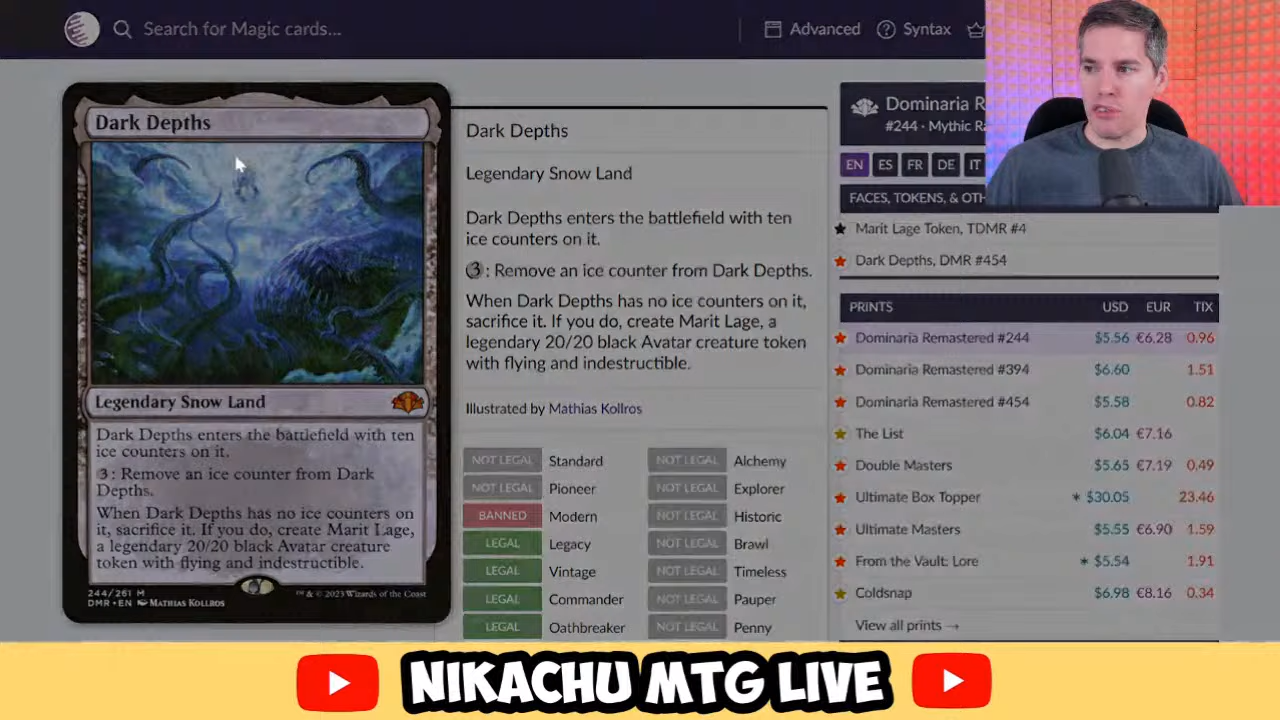 Search for Magic cards...
Advanced
Syntax
Dark Depths
Legendary Snow Land
Dark Depths enters the battlefield with ten
ice counters on it.
3: Remove an ice counter from Dark
Depths.
When Dark Depths has no ice counters on
it, sacrifice it. If you do, create Marit Lage,
a legendary 20/20 black Avatar creature
token with flying and indestructible.
244/261 M
DMR • EN MATHIAS KOLLROS
™ & © 2023 Wizards of the Coast
Dark Depths
Legendary Snow Land
Dark Depths enters the battlefield with ten
ice counters on it.
3: Remove an ice counter from Dark Depths.
When Dark Depths has no ice counters on it,
sacrifice it. If you do, create Marit Lage, a
legendary 20/20 black Avatar creature token
with flying and indestructible.
Illustrated by Mathias Kollros
NOT LEGAL Standard NOT LEGAL Alchemy
NOT LEGAL Pioneer NOT LEGAL Explorer
BANNED Modern NOT LEGAL Historic
LEGAL Legacy NOT LEGAL Brawl
LEGAL Vintage NOT LEGAL Timeless
LEGAL Commander NOT LEGAL Pauper
LEGAL Oathbreaker NOT LEGAL Penny
Dominaria R
#244 · Mythic Ra
EN ES FR DE IT
FACES, TOKENS, & OTH
Marit Lage Token, TDMR #4
Dark Depths, DMR #454
PRINTS USD EUR TIX
Dominaria Remastered #244 $5.56 €6.28 0.96
Dominaria Remastered #394 $6.60 1.51
Dominaria Remastered #454 $5.58 0.82
The List $6.04 €7.16
Double Masters $5.65 €7.19 0.49
Ultimate Box Topper * $30.05 23.46
Ultimate Masters $5.55 €6.90 1.59
From the Vault: Lore * $5.54 1.91
Coldsnap $6.98 €8.16 0.34
View all prints →
NIKACHU MTG LIVE